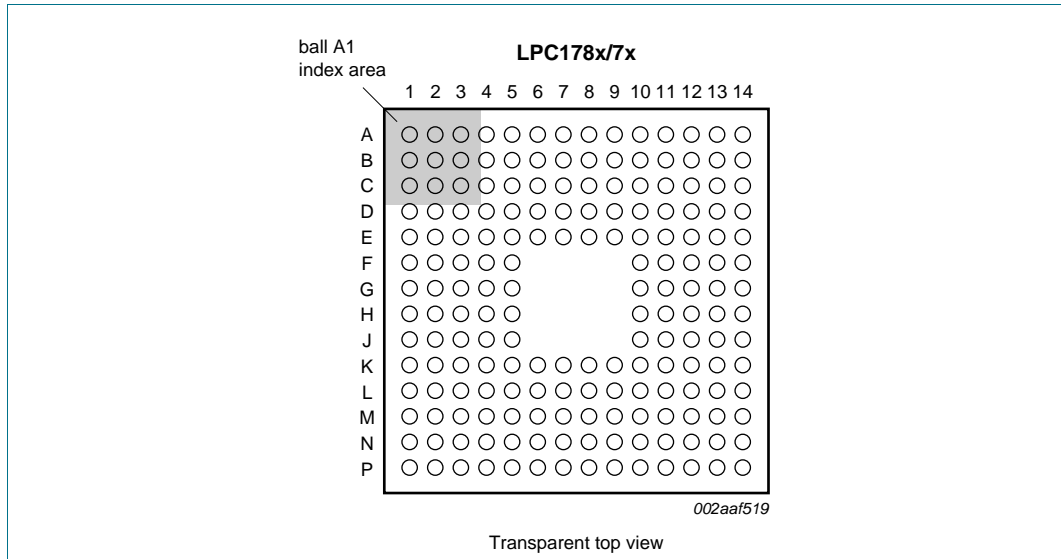 ball A1
index area
LPC178x/7x
1 2 3 4 5 6 7 8 9 10 11 12 13 14
A
B
C
D
E
F
G
H
J
K
L
M
N
P
002aaf519
Transparent top view